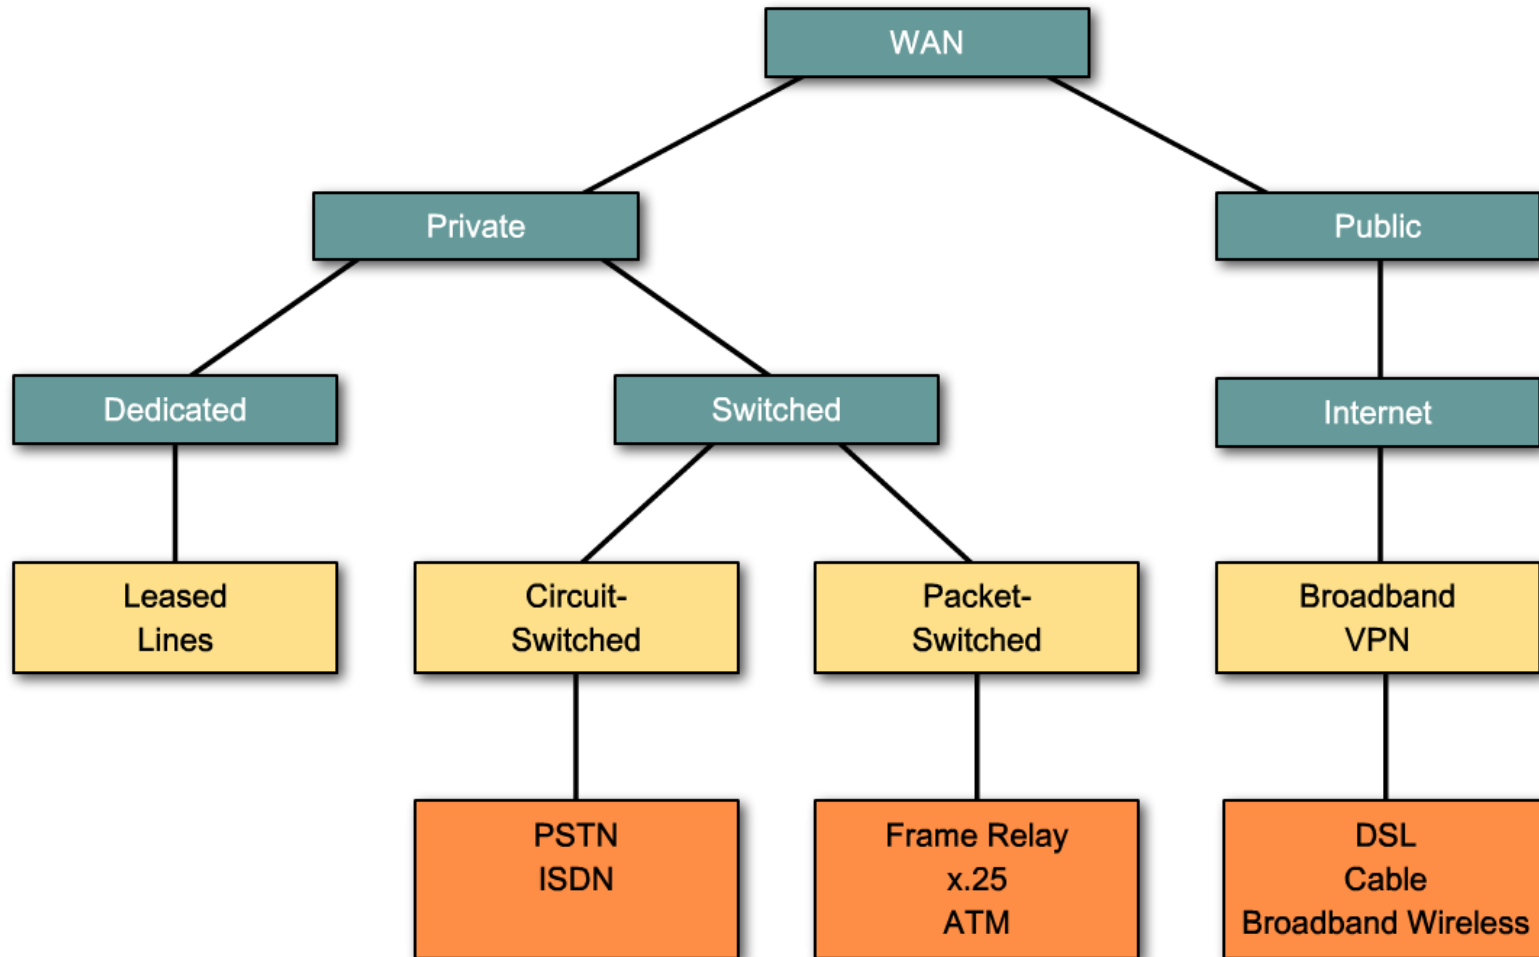 WAN
Private
Public
Dedicated
Switched
Internet
Leased
Lines
Circuit-
Switched
Packet-
Switched
Broadband
VPN
PSTN
ISDN
Frame Relay
x.25
ATM
DSL
Cable
Broadband Wireless